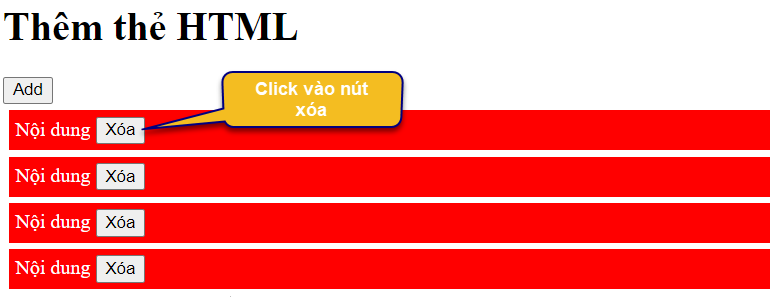 Thêm thẻ HTML
Add
Click vào nút
xóa
Nội dung Xóa
Nội dung Xóa
Nội dung Xóa
Nội dung Xóa